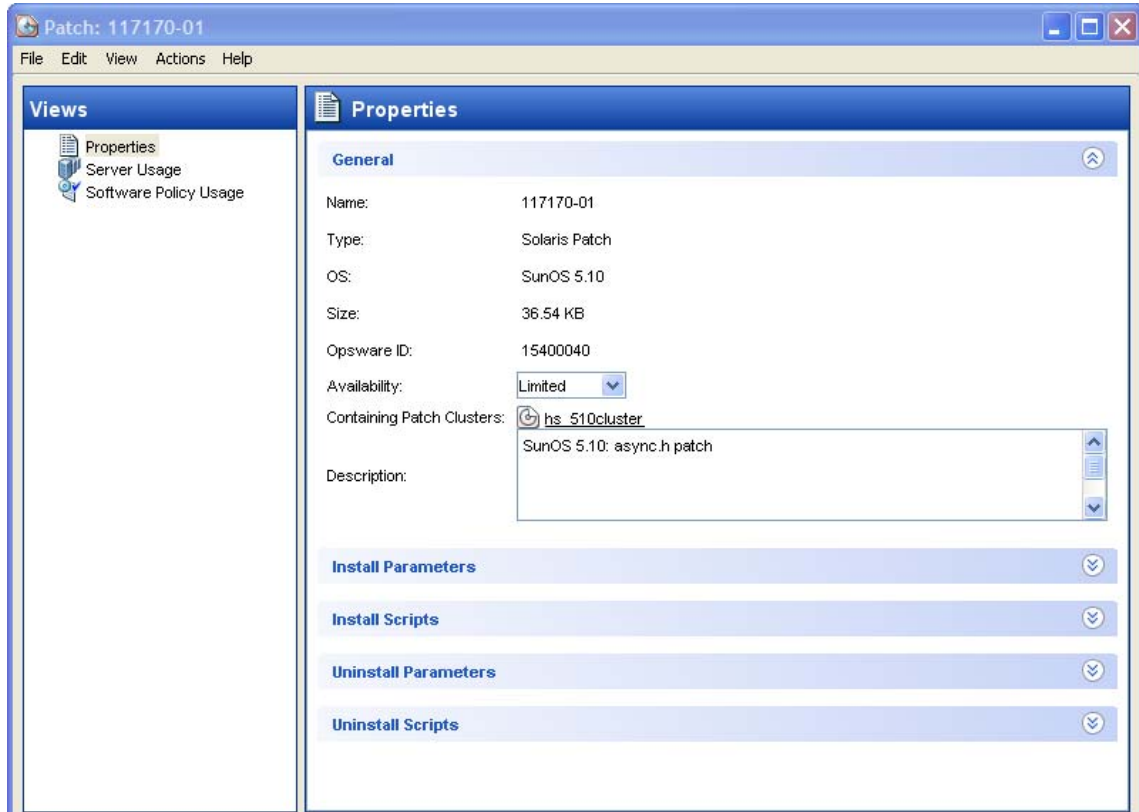 Patch: 117170-01
File Edit View Actions Help
Views
Properties
Server Usage
Software Policy Usage
Properties
General
Name: 117170-01
Type: Solaris Patch
OS: SunOS 5.10
Size: 36.54 KB
Opsware ID: 15400040
Availability: Limited
Containing Patch Clusters: hs_510cluster
Description: SunOS 5.10: async.h patch
Install Parameters
Install Scripts
Uninstall Parameters
Uninstall Scripts